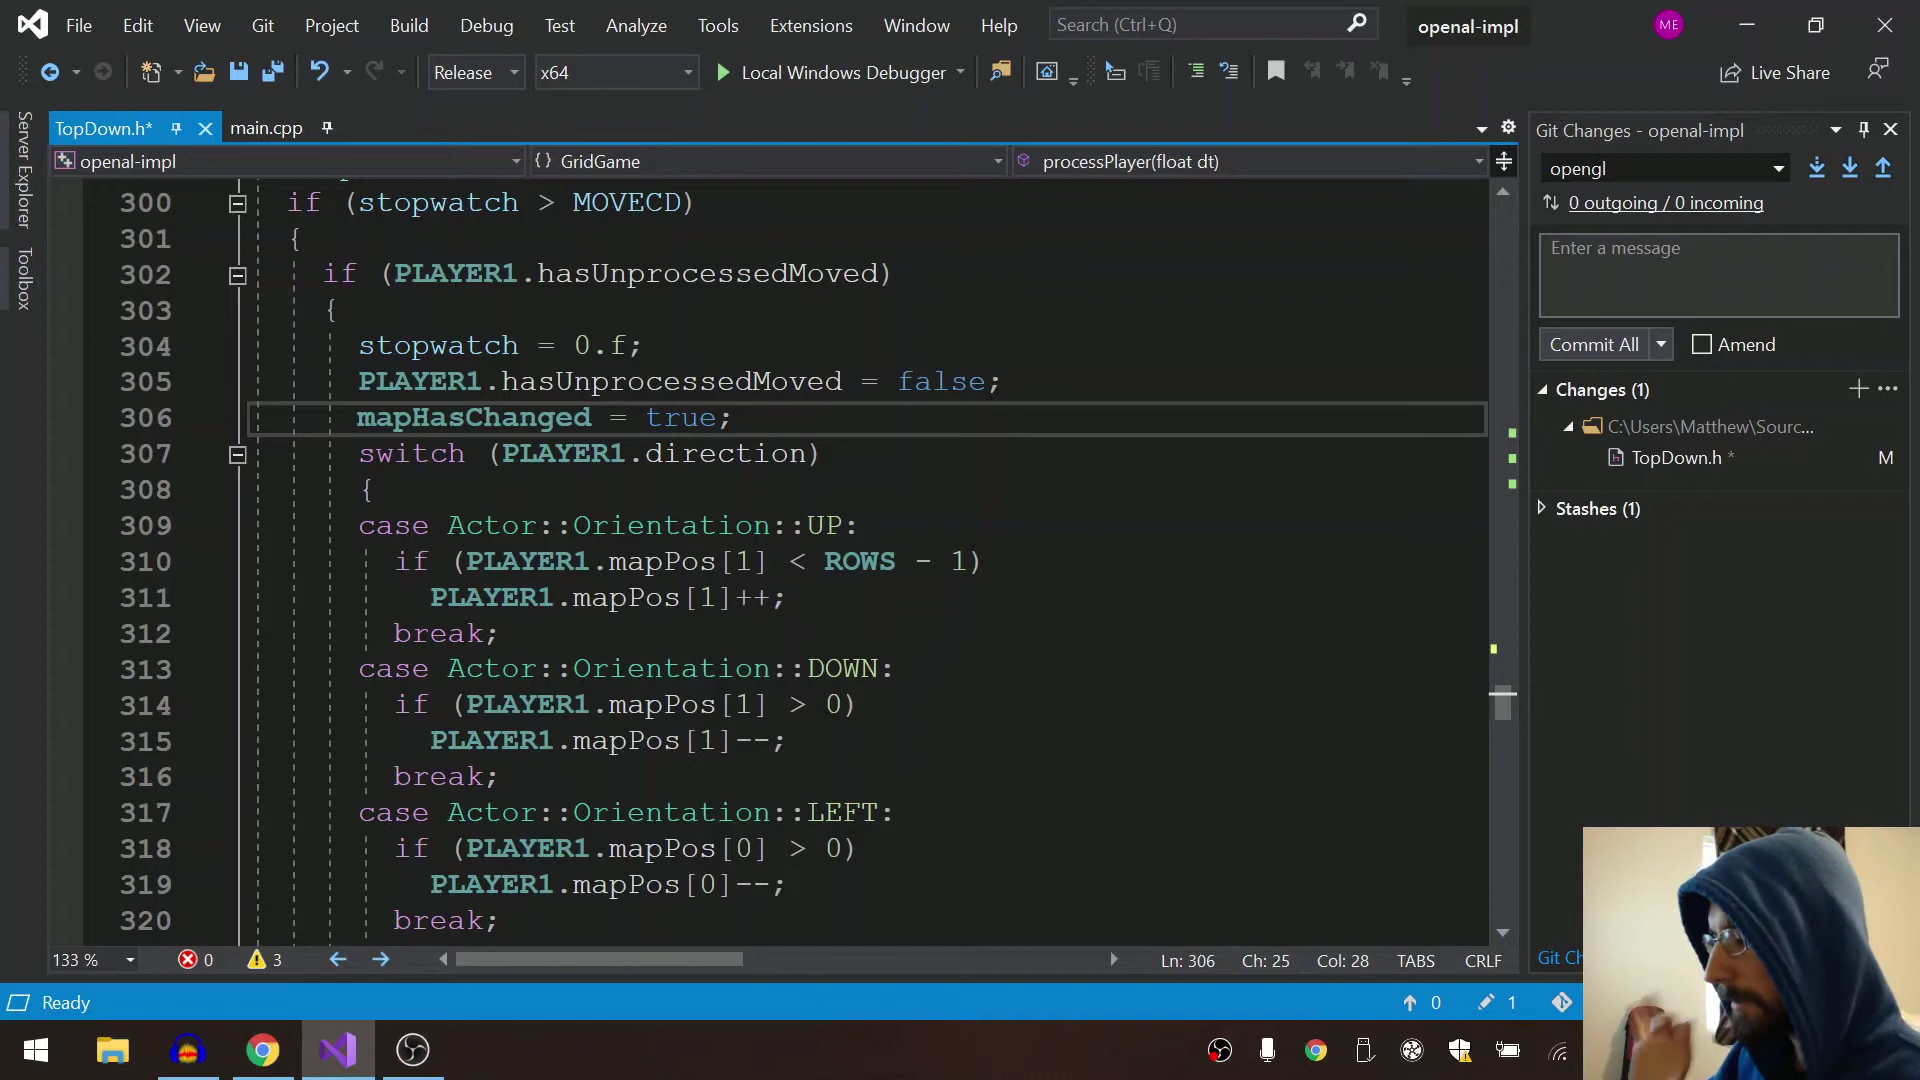 File Edit View Git Project Build Debug Test Analyze Tools Extensions Window Help Search (Ctrl+Q) openal-impl ME
Release x64 Local Windows Debugger Live Share
TopDown.h* main.cpp
openal-impl GridGame processPlayer(float dt)
300 if (stopwatch > MOVECD)
301 {
302 if (PLAYER1.hasUnprocessedMoved)
303 {
304 stopwatch = 0.f;
305 PLAYER1.hasUnprocessedMoved = false;
306 mapHasChanged = true;
307 switch (PLAYER1.direction)
308 {
309 case Actor::Orientation::UP:
310 if (PLAYER1.mapPos[1] < ROWS - 1)
311 PLAYER1.mapPos[1]++;
312 break;
313 case Actor::Orientation::DOWN:
314 if (PLAYER1.mapPos[1] > 0)
315 PLAYER1.mapPos[1]--;
316 break;
317 case Actor::Orientation::LEFT:
318 if (PLAYER1.mapPos[0] > 0)
319 PLAYER1.mapPos[0]--;
320 break;
133 % 0 3 Ln: 306 Ch: 25 Col: 28 TABS CRLF
Server Explorer
Toolbox
Git Changes - openal-impl
opengl
0 outgoing / 0 incoming
Enter a message
Commit All Amend
Changes (1)
C:\Users\Matthew\Sourc...
TopDown.h * M
Stashes (1)
Git Ch
Ready 0 1